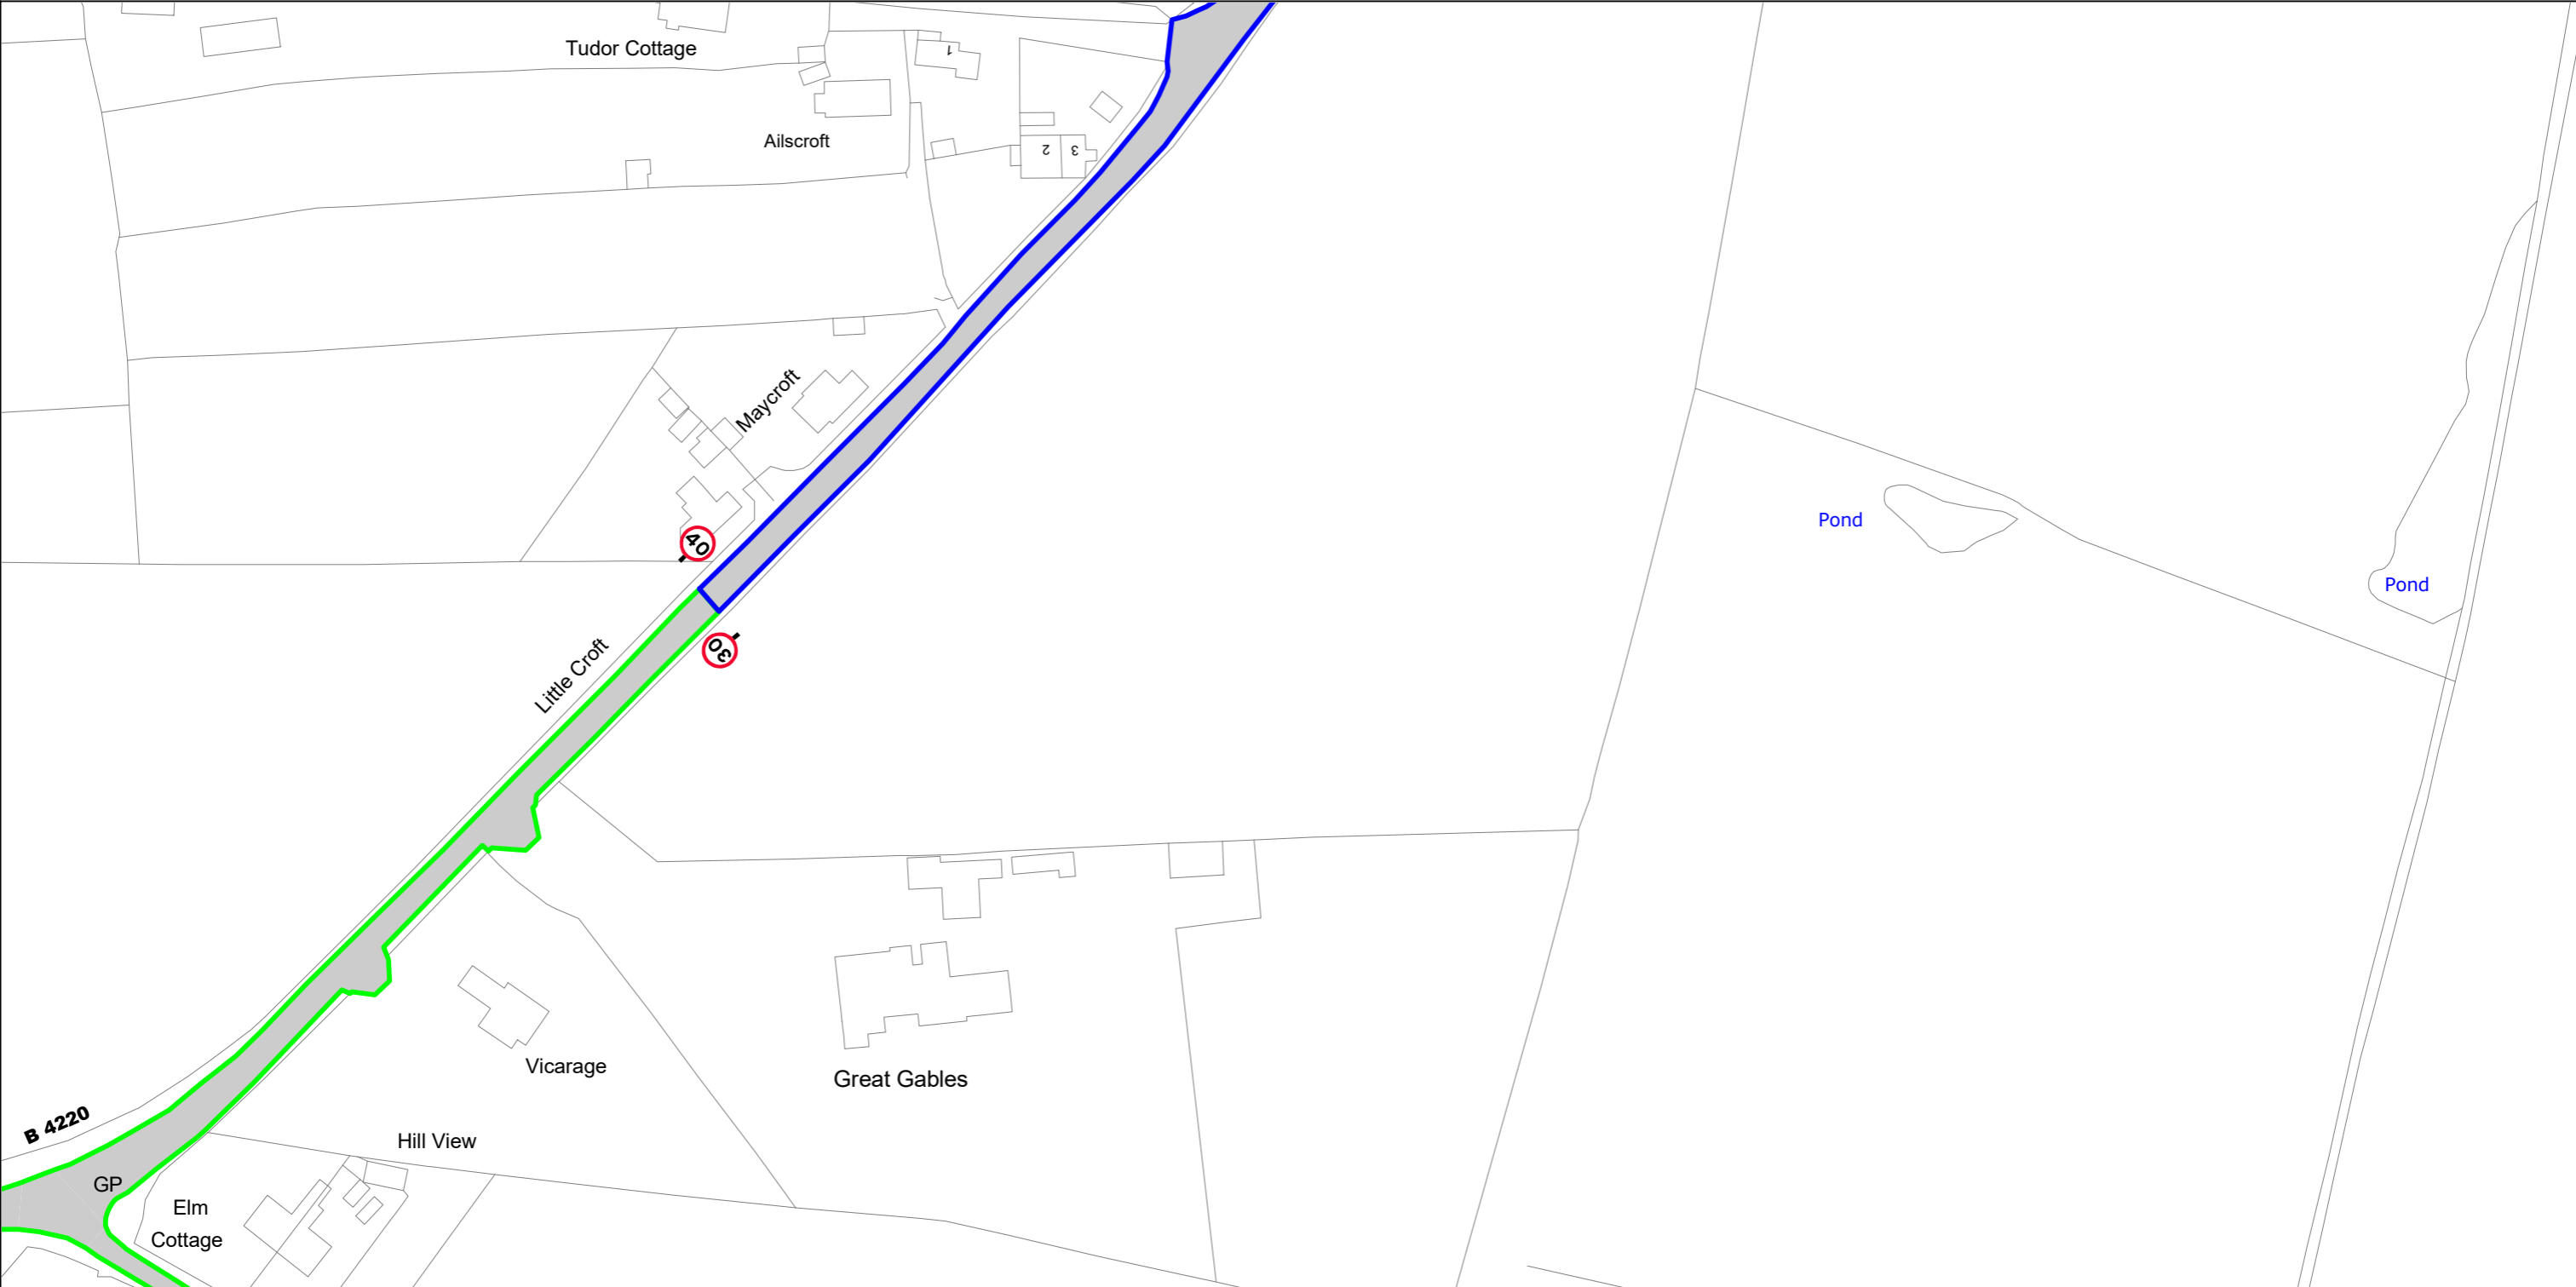 Tudor Cottage
1
Ailscroft
2
3
Maycroft
Pond
40
Pond
30
Little Croft
Vicarage
Great Gables
B 4220
Hill View
GP
Elm
Cottage